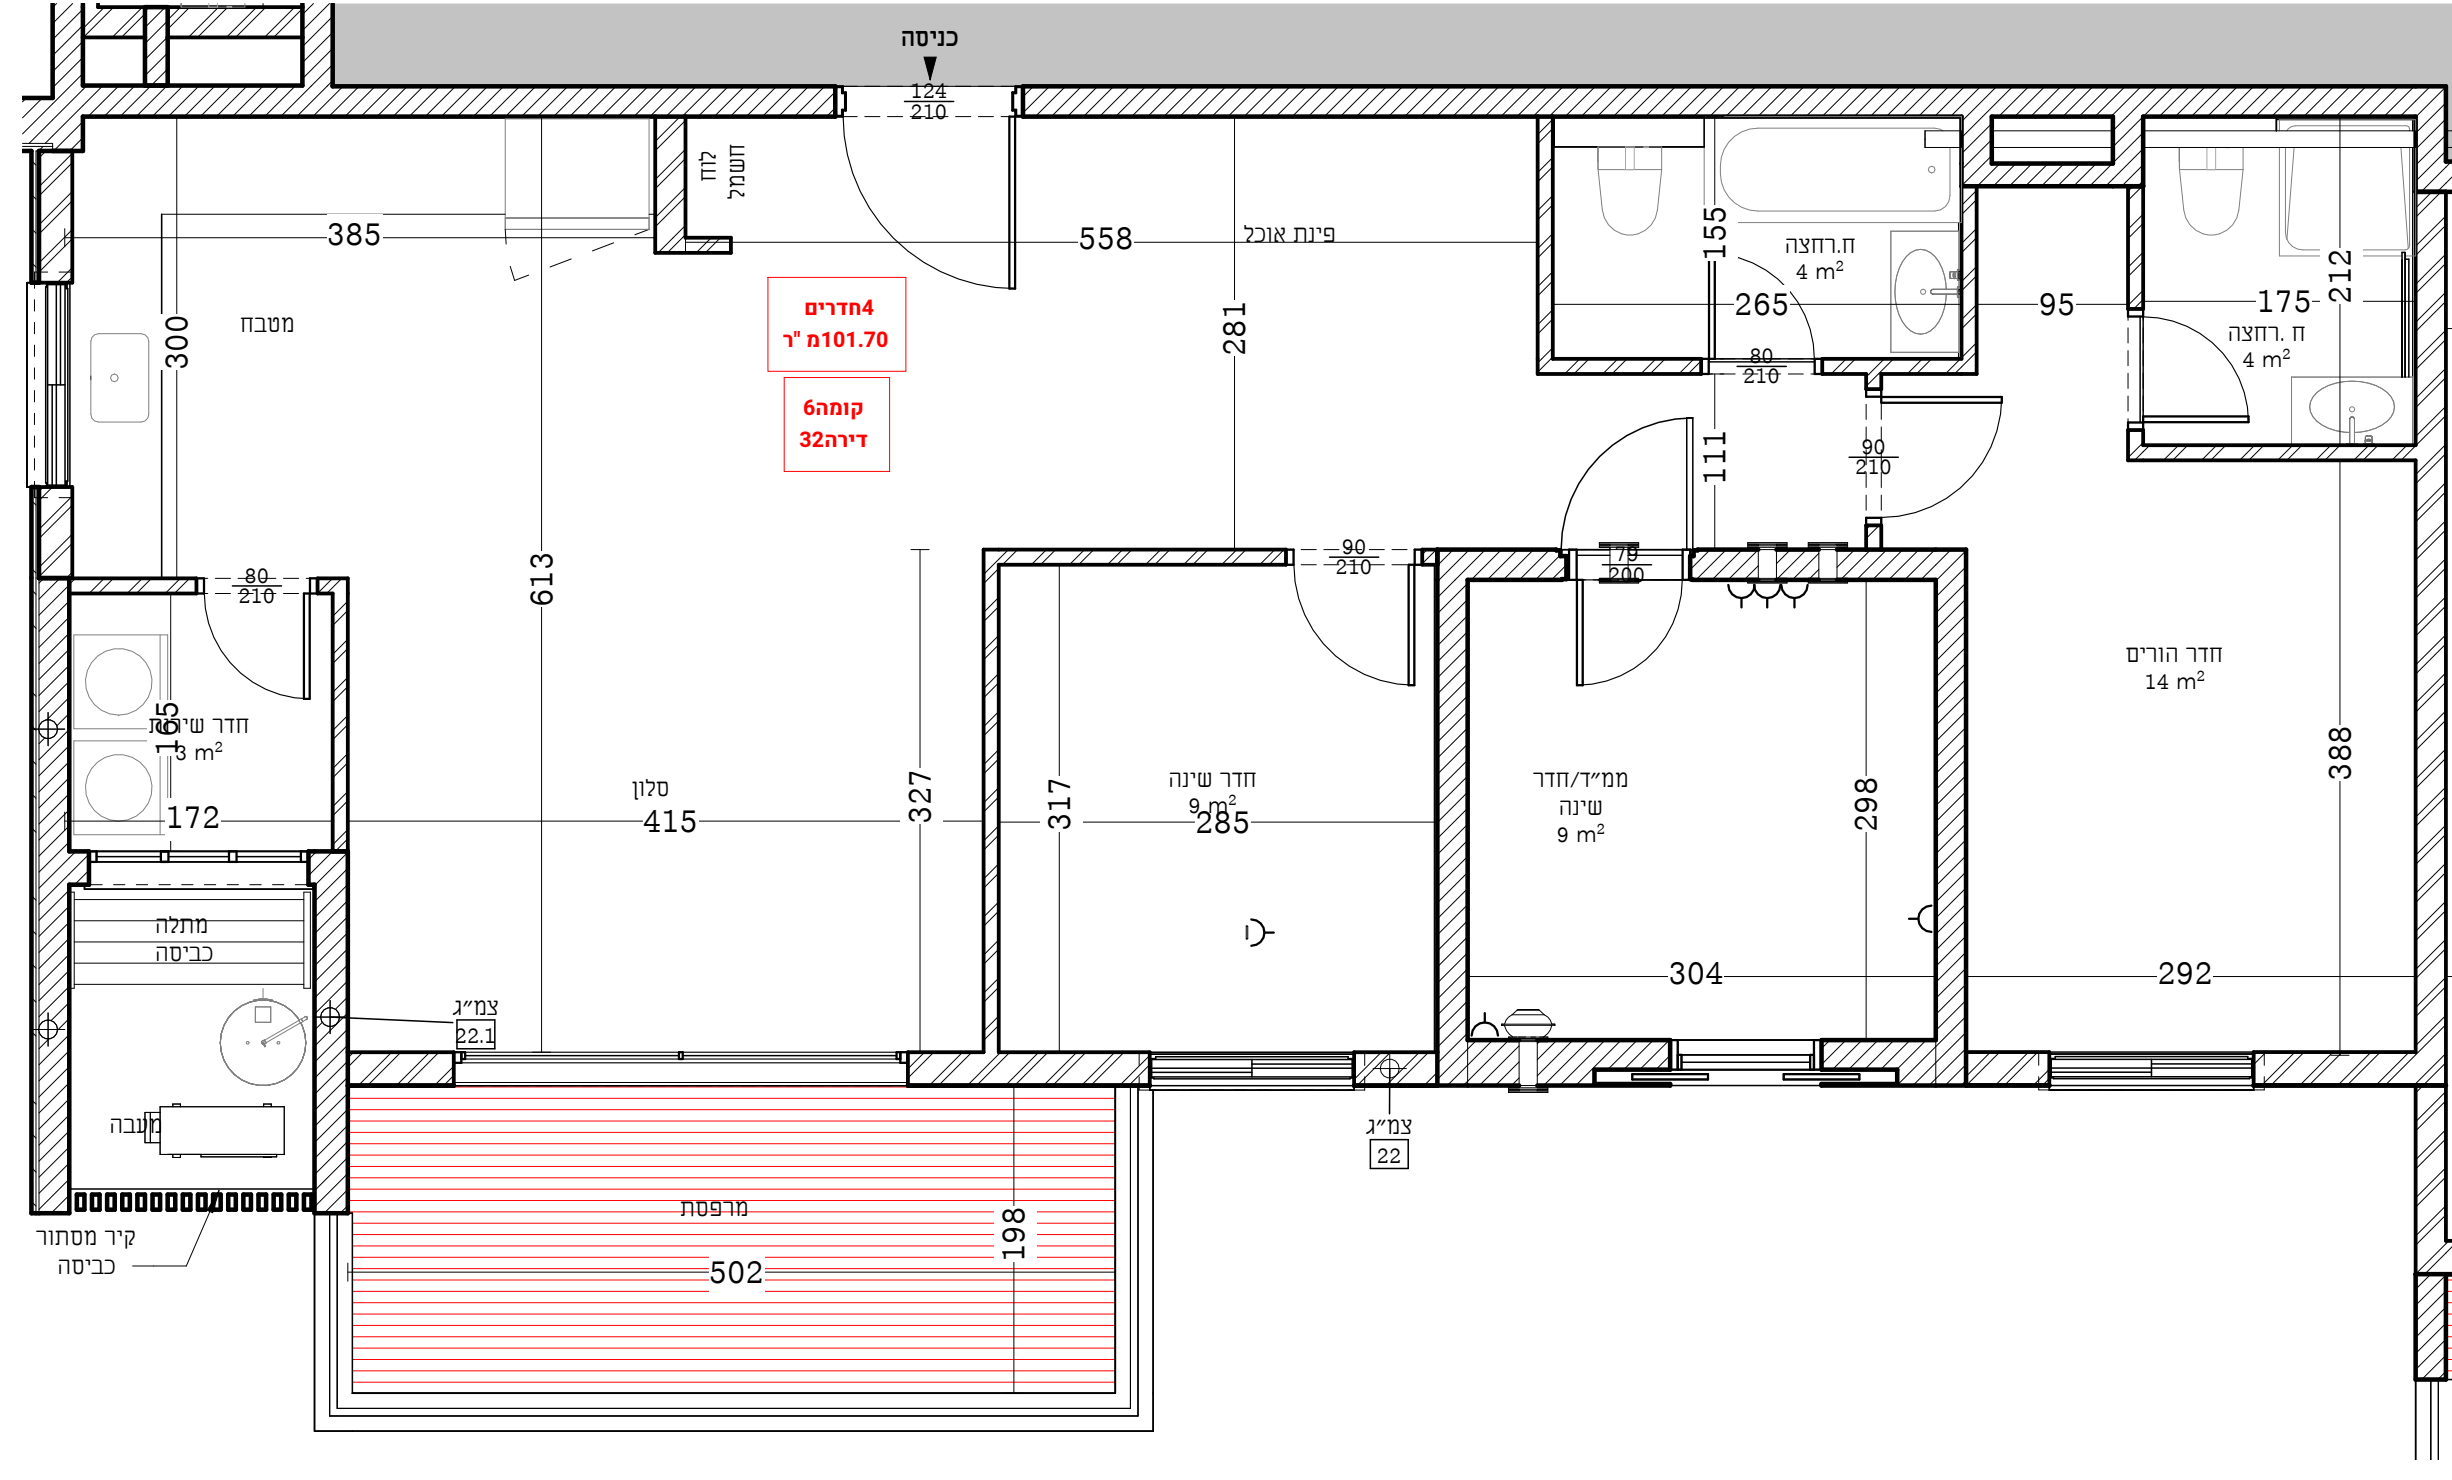 כניסה
124
210
לוח
חשמל
385
558
פינת אוכל
155
ח.רחצה
4 m²
265
95
212
175
ח .רחצה
4 m²
4חדרים
101.70מ "ר
קומה6
דירה32
300
מטבח
281
80
210
111
90
210
80
210
613
90
210
79
200
חדר הורים
14 m²
165
חדר שירות
3 m²
172
סלון
415
327
317
חדר שינה
9 m²
285
ממ״ד/חדר
שינה
9 m²
298
388
מתלה
כביסה
304
292
צמ״ג
22.1
מעבה
צמ״ג
22
מרפסת
198
502
קיר מסתור
כביסה